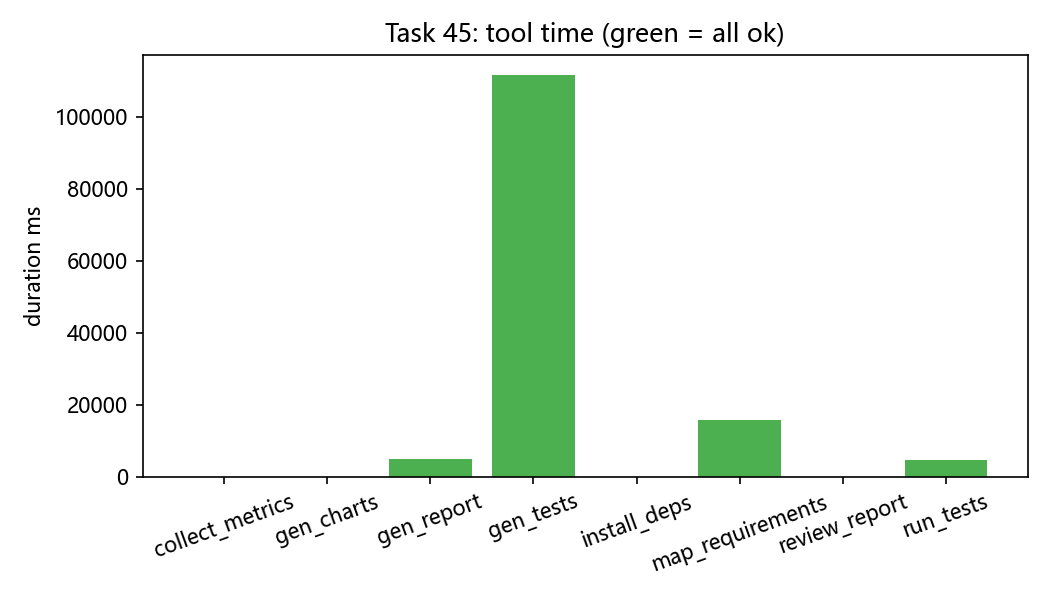 Task 45: tool time (green = all ok)
duration ms
100000
80000
60000
40000
20000
0
collect_metrics
gen_charts
gen_report
gen_tests
install_deps
map_requirements
review_report
run_tests